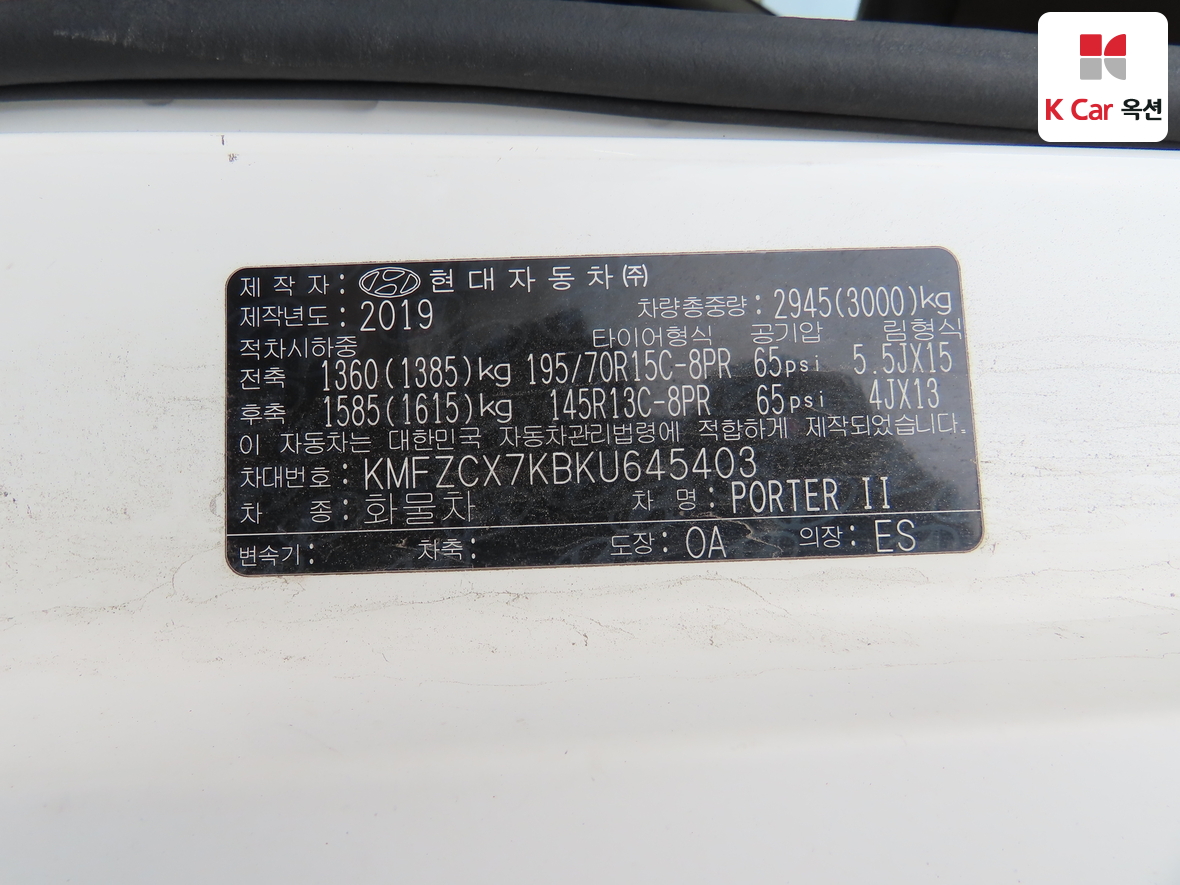 K Car 옥션
제 작 자 : 현 대 자 동 차 ㈜
제작년도 : 2019 차량총중량 : 2945(3000)kg
적차시하중 타이어형식 공기압 림형식
전축 1360(1385)kg 195/70R15C-8PR 65psi 5.5JX15
후축 1585(1615)kg 145R13C-8PR 65psi 4JX13
이 자동차는 대한민국 자동차관리법령에 적합하게 제작되었습니다.
차대번호 : KMFZCX7KBKU645403
차 종 : 화물차 차 명 : PORTER II
변속기 : 차축 : 도장 : OA 의장 : ES